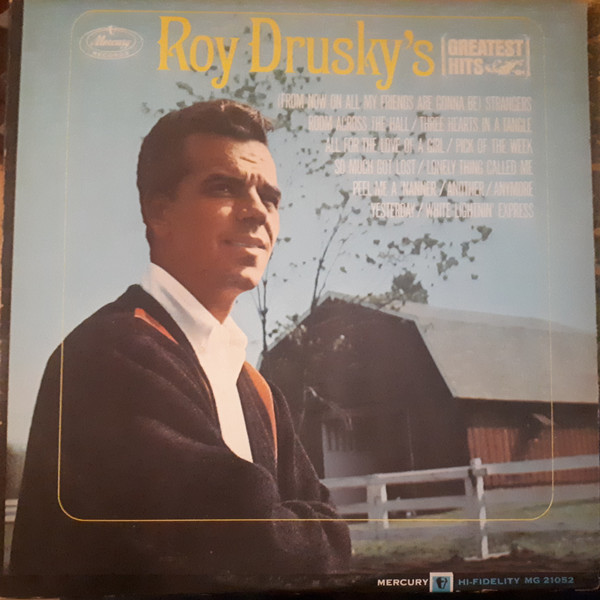 Mercury
RECORDS
Roy Drusky's
GREATEST
HITS
(FROM NOW ON ALL MY FRIENDS ARE GONNA BE) STRANGERS
ROOM ACROSS THE HALL / THREE HEARTS IN A TANGLE
ALL FOR THE LOVE OF A GIRL / PICK OF THE WEEK
SO MUCH GOT LOST / LONELY THING CALLED ME
PEEL ME A NANNER / ANOTHER / ANYMORE
YESTERDAY / WHITE LIGHTNIN' EXPRESS
MERCURY HI-FIDELITY MG 21052